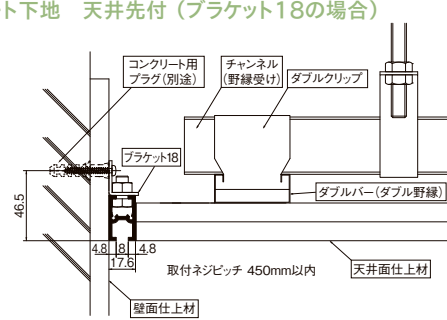 ート下地　天井先付（ブラケット18の場合）
コンクリート用
プラグ(別途)
チャンネル
(野縁受け)
ダブルクリップ
ブラケット18
ダブルバー(ダブル野縁)
46.5
4.8 8 4.8
17.6
取付ネジピッチ 450mm以内
天井面仕上材
壁面仕上材